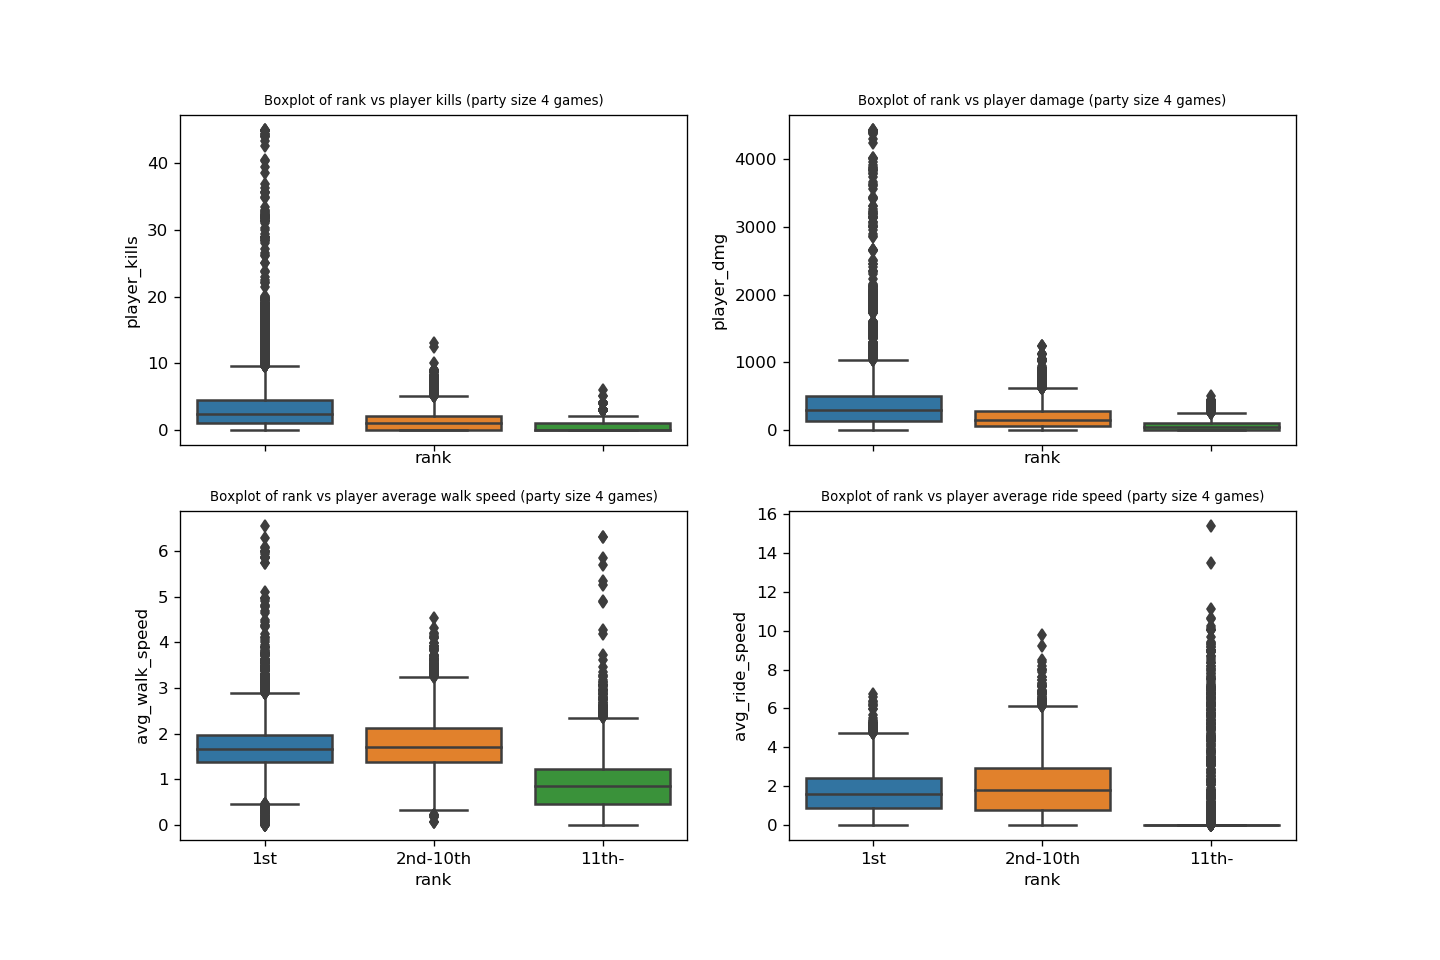 Boxplot of rank vs player kills (party size 4 games)
40
30
20
10
0
player_kills
rank
Boxplot of rank vs player damage (party size 4 games)
4000
3000
2000
1000
0
player_dmg
rank
Boxplot of rank vs player average walk speed (party size 4 games)
6
5
4
3
2
1
0
avg_walk_speed
1st 2nd-10th 11th-
rank
Boxplot of rank vs player average ride speed (party size 4 games)
16
14
12
10
8
6
4
2
0
avg_ride_speed
1st 2nd-10th 11th-
rank